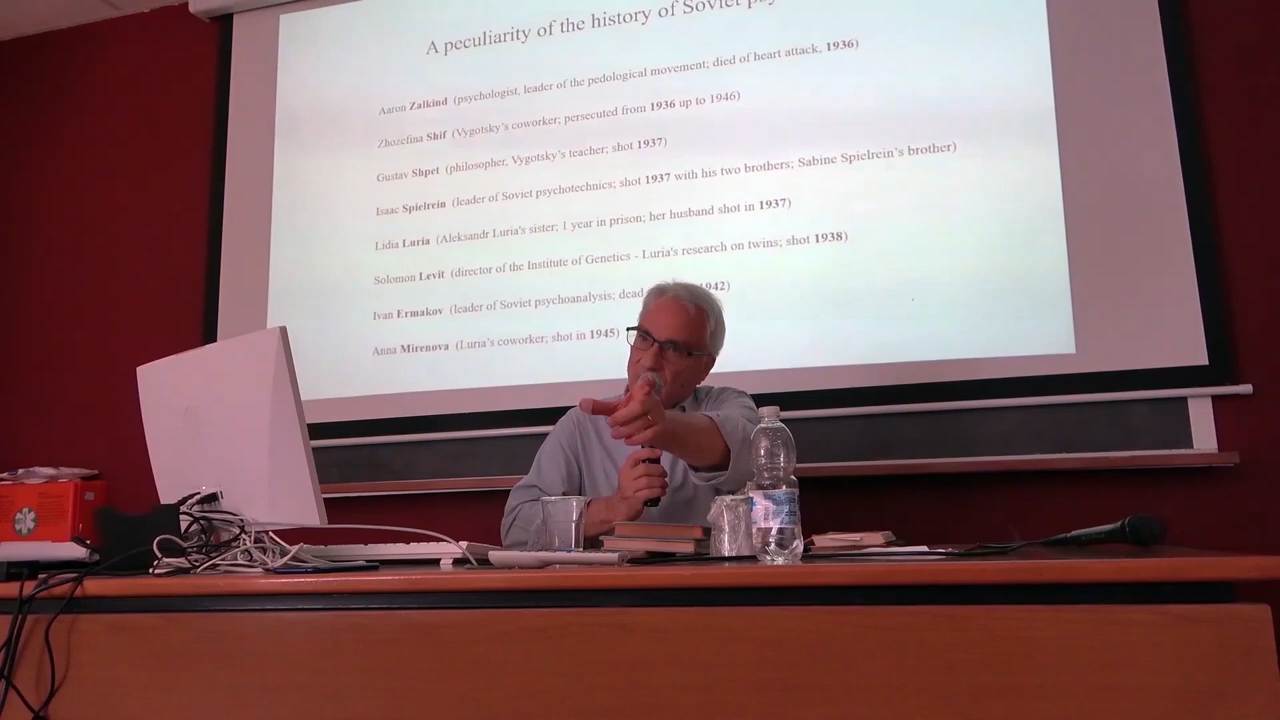 A peculiarity of the history of Soviet
Aaron Zalkind (psychologist, leader of the pedological movement; died of heart attack, 1936)
Zhozefina Shif (Vygotsky's coworker; persecuted from 1936 up to 1946)
Gustav Shpet (philosopher, Vygotsky's teacher; shot 1937)
Isaac Spielrein (leader of Soviet psychotechnics; shot 1937 with his two brothers; Sabine Spielrein's brother)
Lidia Luria (Aleksandr Luria's sister; 1 year in prison; her husband shot in 1937)
Solomon Levit (director of the Institute of Genetics - Luria's research on twins; shot 1938)
Ivan Ermakov (leader of Soviet psychoanalysis; dead 1942)
Anna Mirenova (Luria's coworker; shot in 1945)